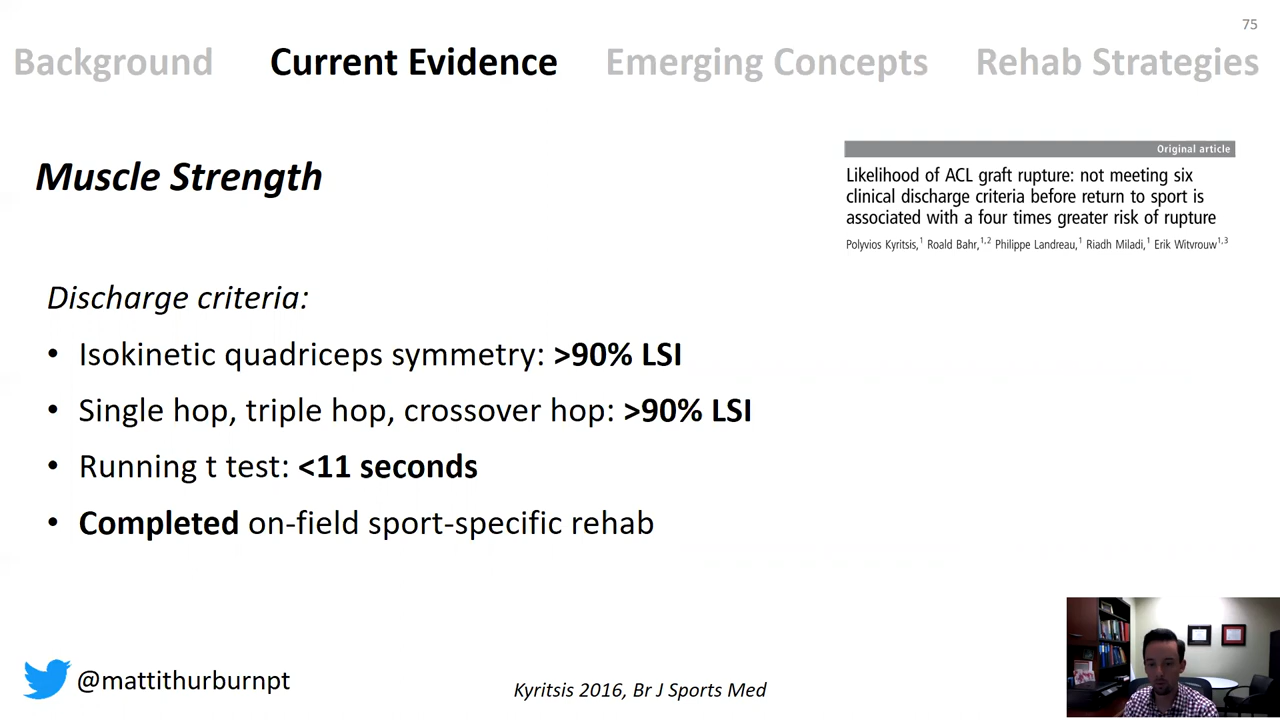 75
Background Current Evidence Emerging Concepts Rehab Strategies
Muscle Strength
Original article
Likelihood of ACL graft rupture: not meeting six
clinical discharge criteria before return to sport is
associated with a four times greater risk of rupture
Polyvios Kyritsis,1 Roald Bahr,1,2 Philippe Landreau,1 Riadh Miladi,1 Erik Witvrouw1,3
Discharge criteria:
• Isokinetic quadriceps symmetry: >90% LSI
• Single hop, triple hop, crossover hop: >90% LSI
• Running t test: <11 seconds
• Completed on-field sport-specific rehab
@mattithurburnpt
Kyritsis 2016, Br J Sports Med